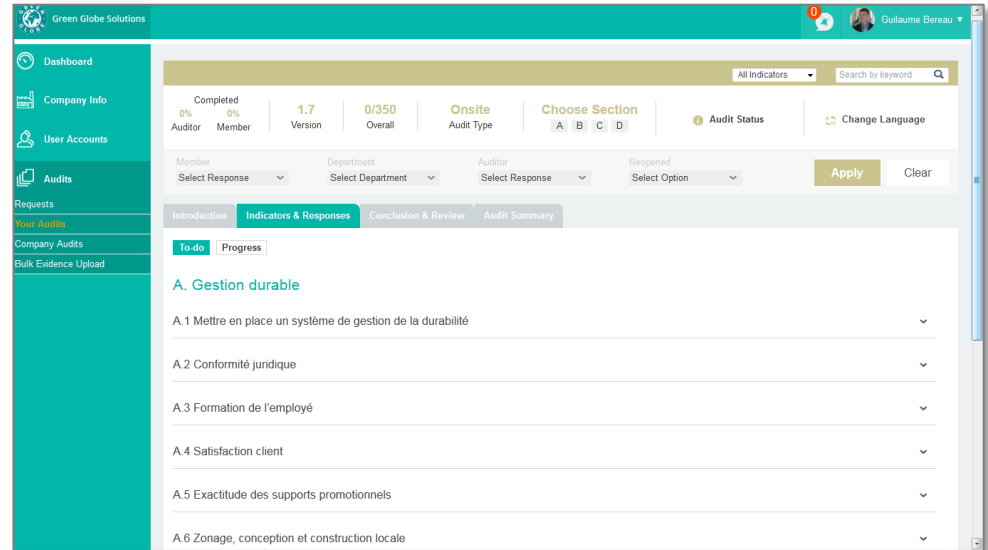 GREEN
GLOBE
Green Globe Solutions
0
Guilaume Bereau
Dashboard
Company Info
User Accounts
Audits
Requests
Your Audits
Company Audits
Bulk Evidence Upload
All Indicators
Search by keyword
Completed
0% 0%
Auditor Member
1.7
Version
0/350
Overall
Onsite
Audit Type
Choose Section
A B C D
Audit Status
Change Language
Member Department Auditor Reopened
Select Response Select Department Select Response Select Option
Apply Clear
Introduction Indicators & Responses Conclusion & Review Audit Summary
To-do Progress
A. Gestion durable
A.1 Mettre en place un système de gestion de la durabilité
A.2 Conformité juridique
A.3 Formation de l'employé
A.4 Satisfaction client
A.5 Exactitude des supports promotionnels
A.6 Zonage, conception et construction locale